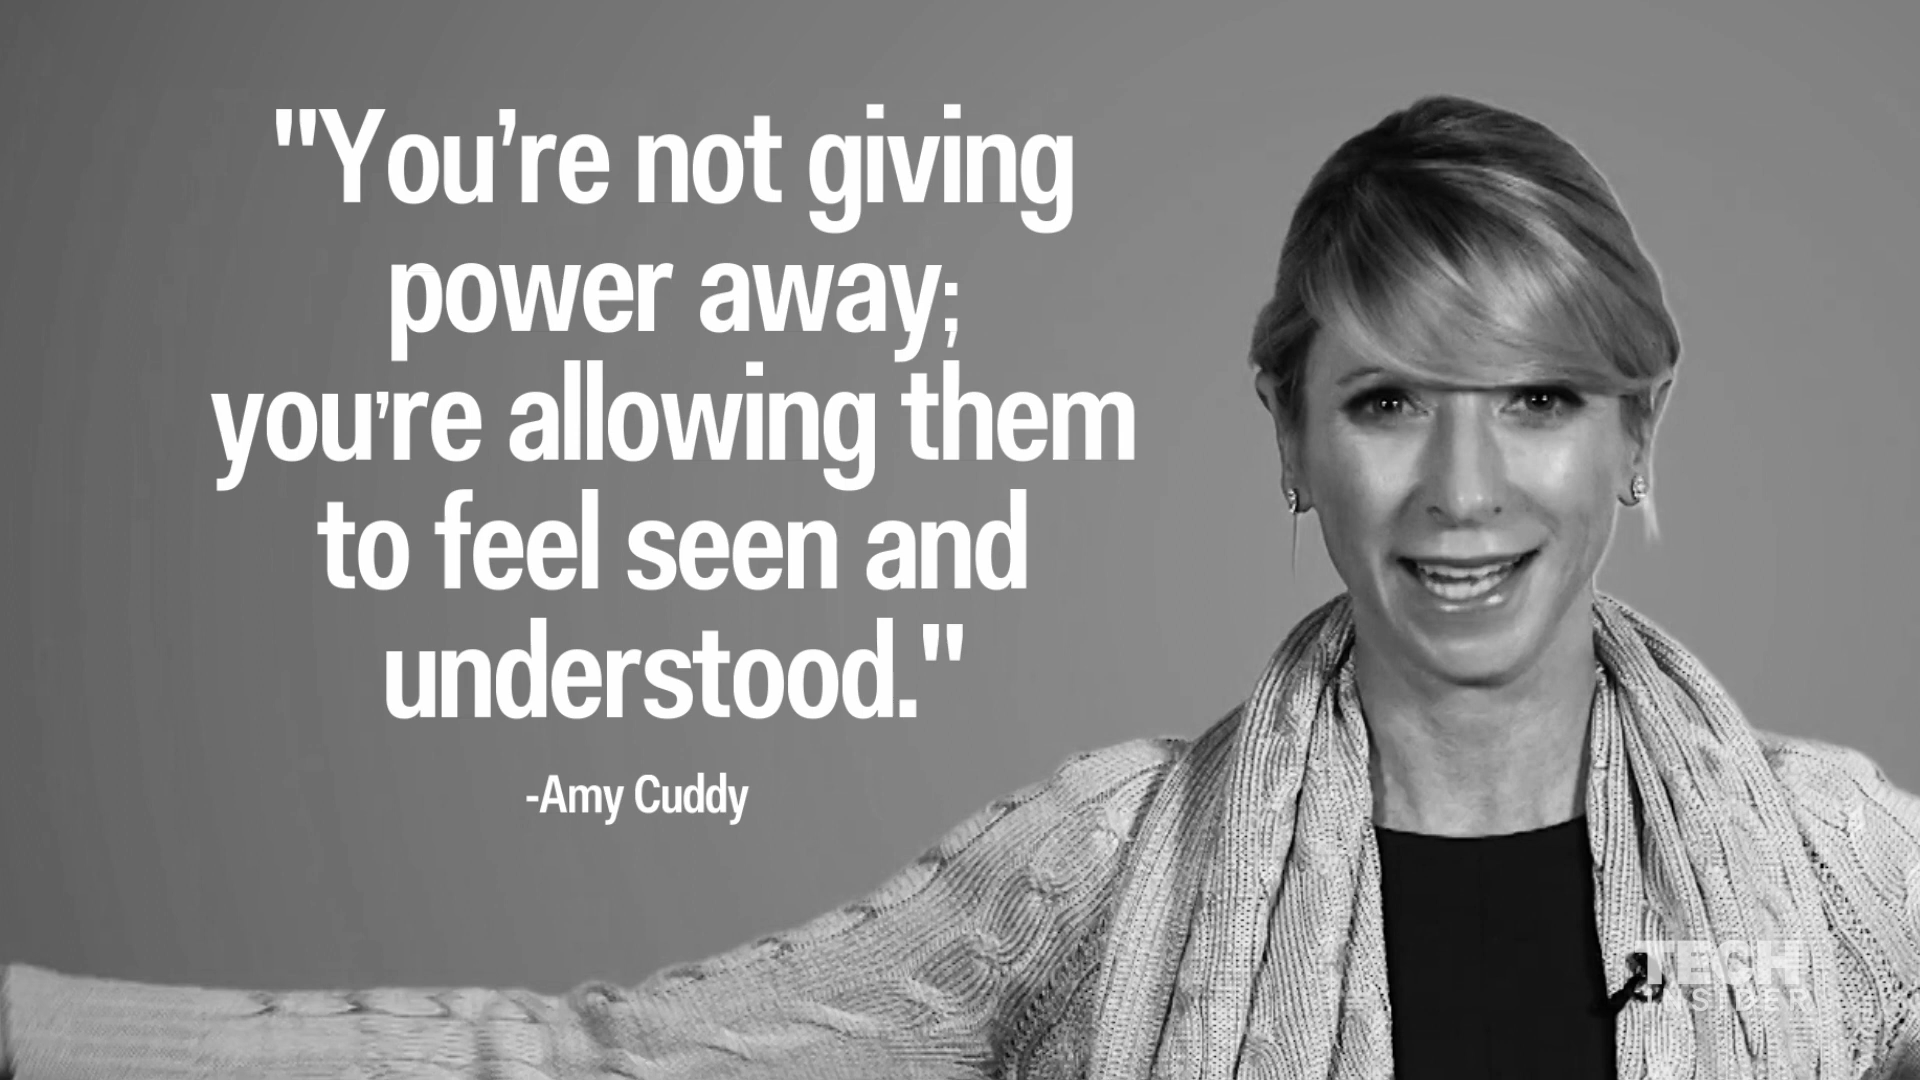 "You’re not giving
power away;
you’re allowing them
to feel seen and
understood."
-Amy Cuddy
TECH
INSIDER